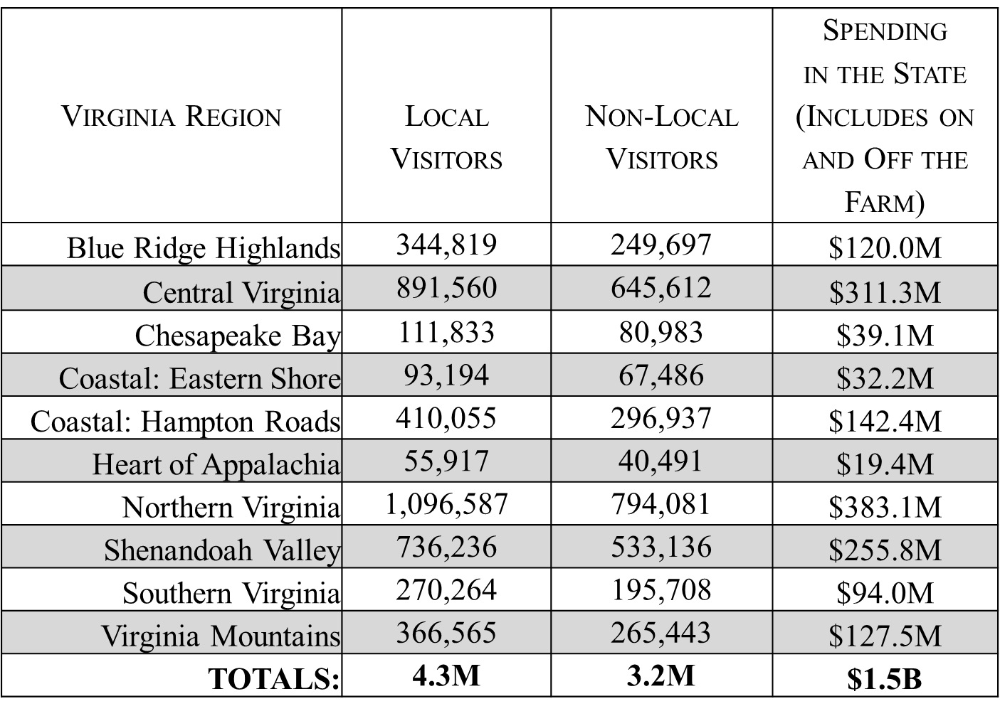 VIRGINIA REGION
LOCAL
VISITORS
NON-LOCAL
VISITORS
SPENDING
IN THE STATE
(INCLUDES ON
AND OFF THE
FARM)
Blue Ridge Highlands 344,819 249,697 $120.0M
Central Virginia 891,560 645,612 $311.3M
Chesapeake Bay 111,833 80,983 $39.1M
Coastal: Eastern Shore 93,194 67,486 $32.2M
Coastal: Hampton Roads 410,055 296,937 $142.4M
Heart of Appalachia 55,917 40,491 $19.4M
Northern Virginia 1,096,587 794,081 $383.1M
Shenandoah Valley 736,236 533,136 $255.8M
Southern Virginia 270,264 195,708 $94.0M
Virginia Mountains 366,565 265,443 $127.5M
TOTALS: 4.3M 3.2M $1.5B